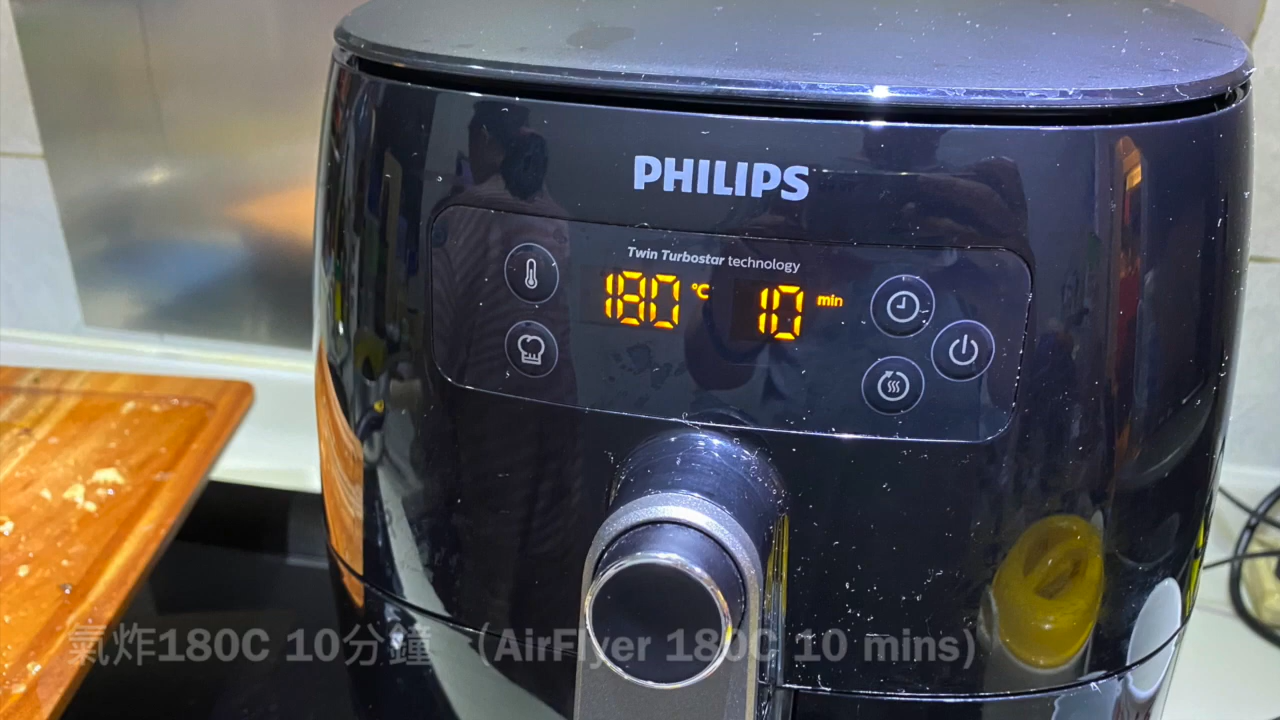 PHILIPS
Twin Turbostar technology
180 °C 10 min
氣炸180C 10分鐘 （AirFlyer 180C 10 mins)